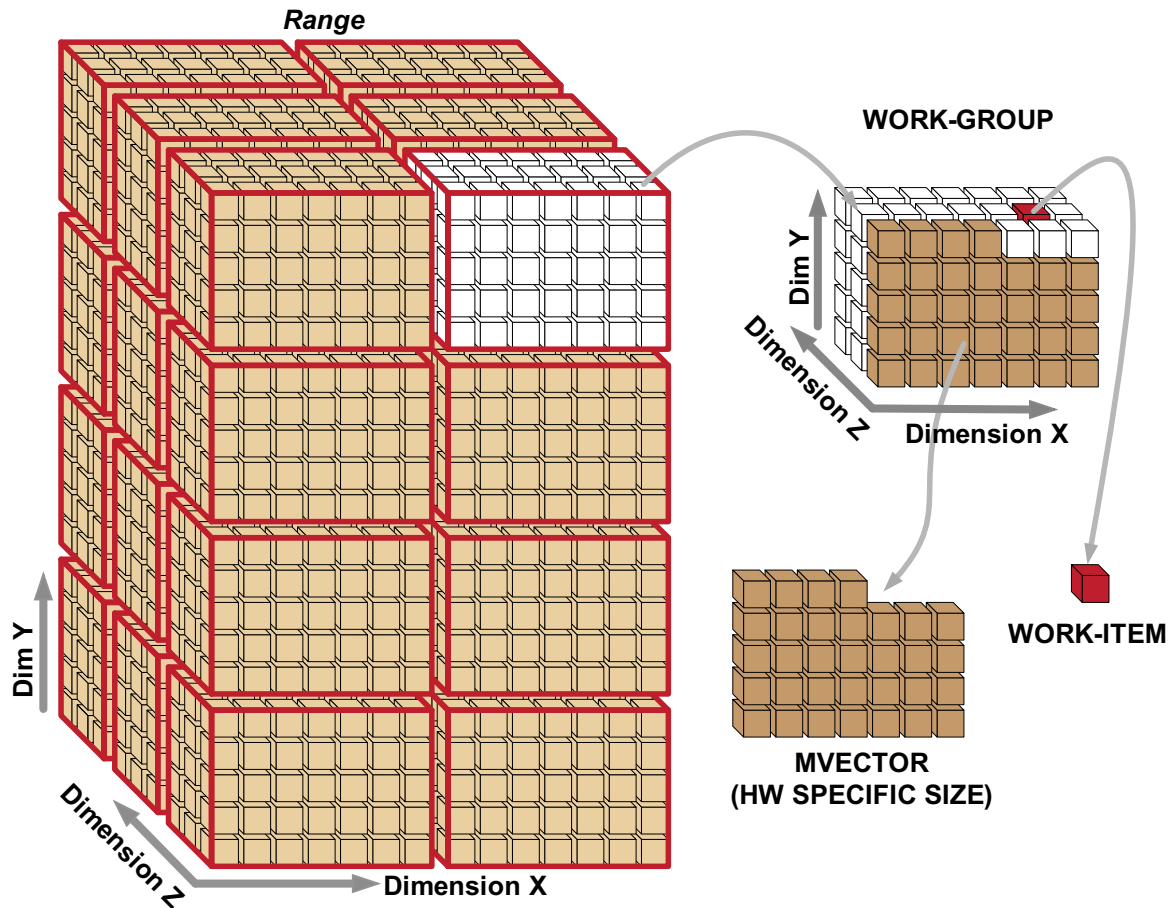 Range
WORK-GROUP
Dim Y
Dimension Z
Dimension X
WORK-ITEM
MVECTOR
(HW SPECIFIC SIZE)
Dim Y
Dimension Z
Dimension X